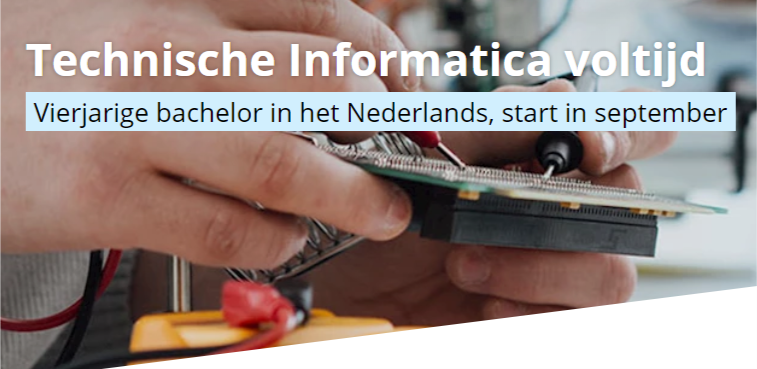 Technische Informatica voltijd
Vierjarige bachelor in het Nederlands, start in september